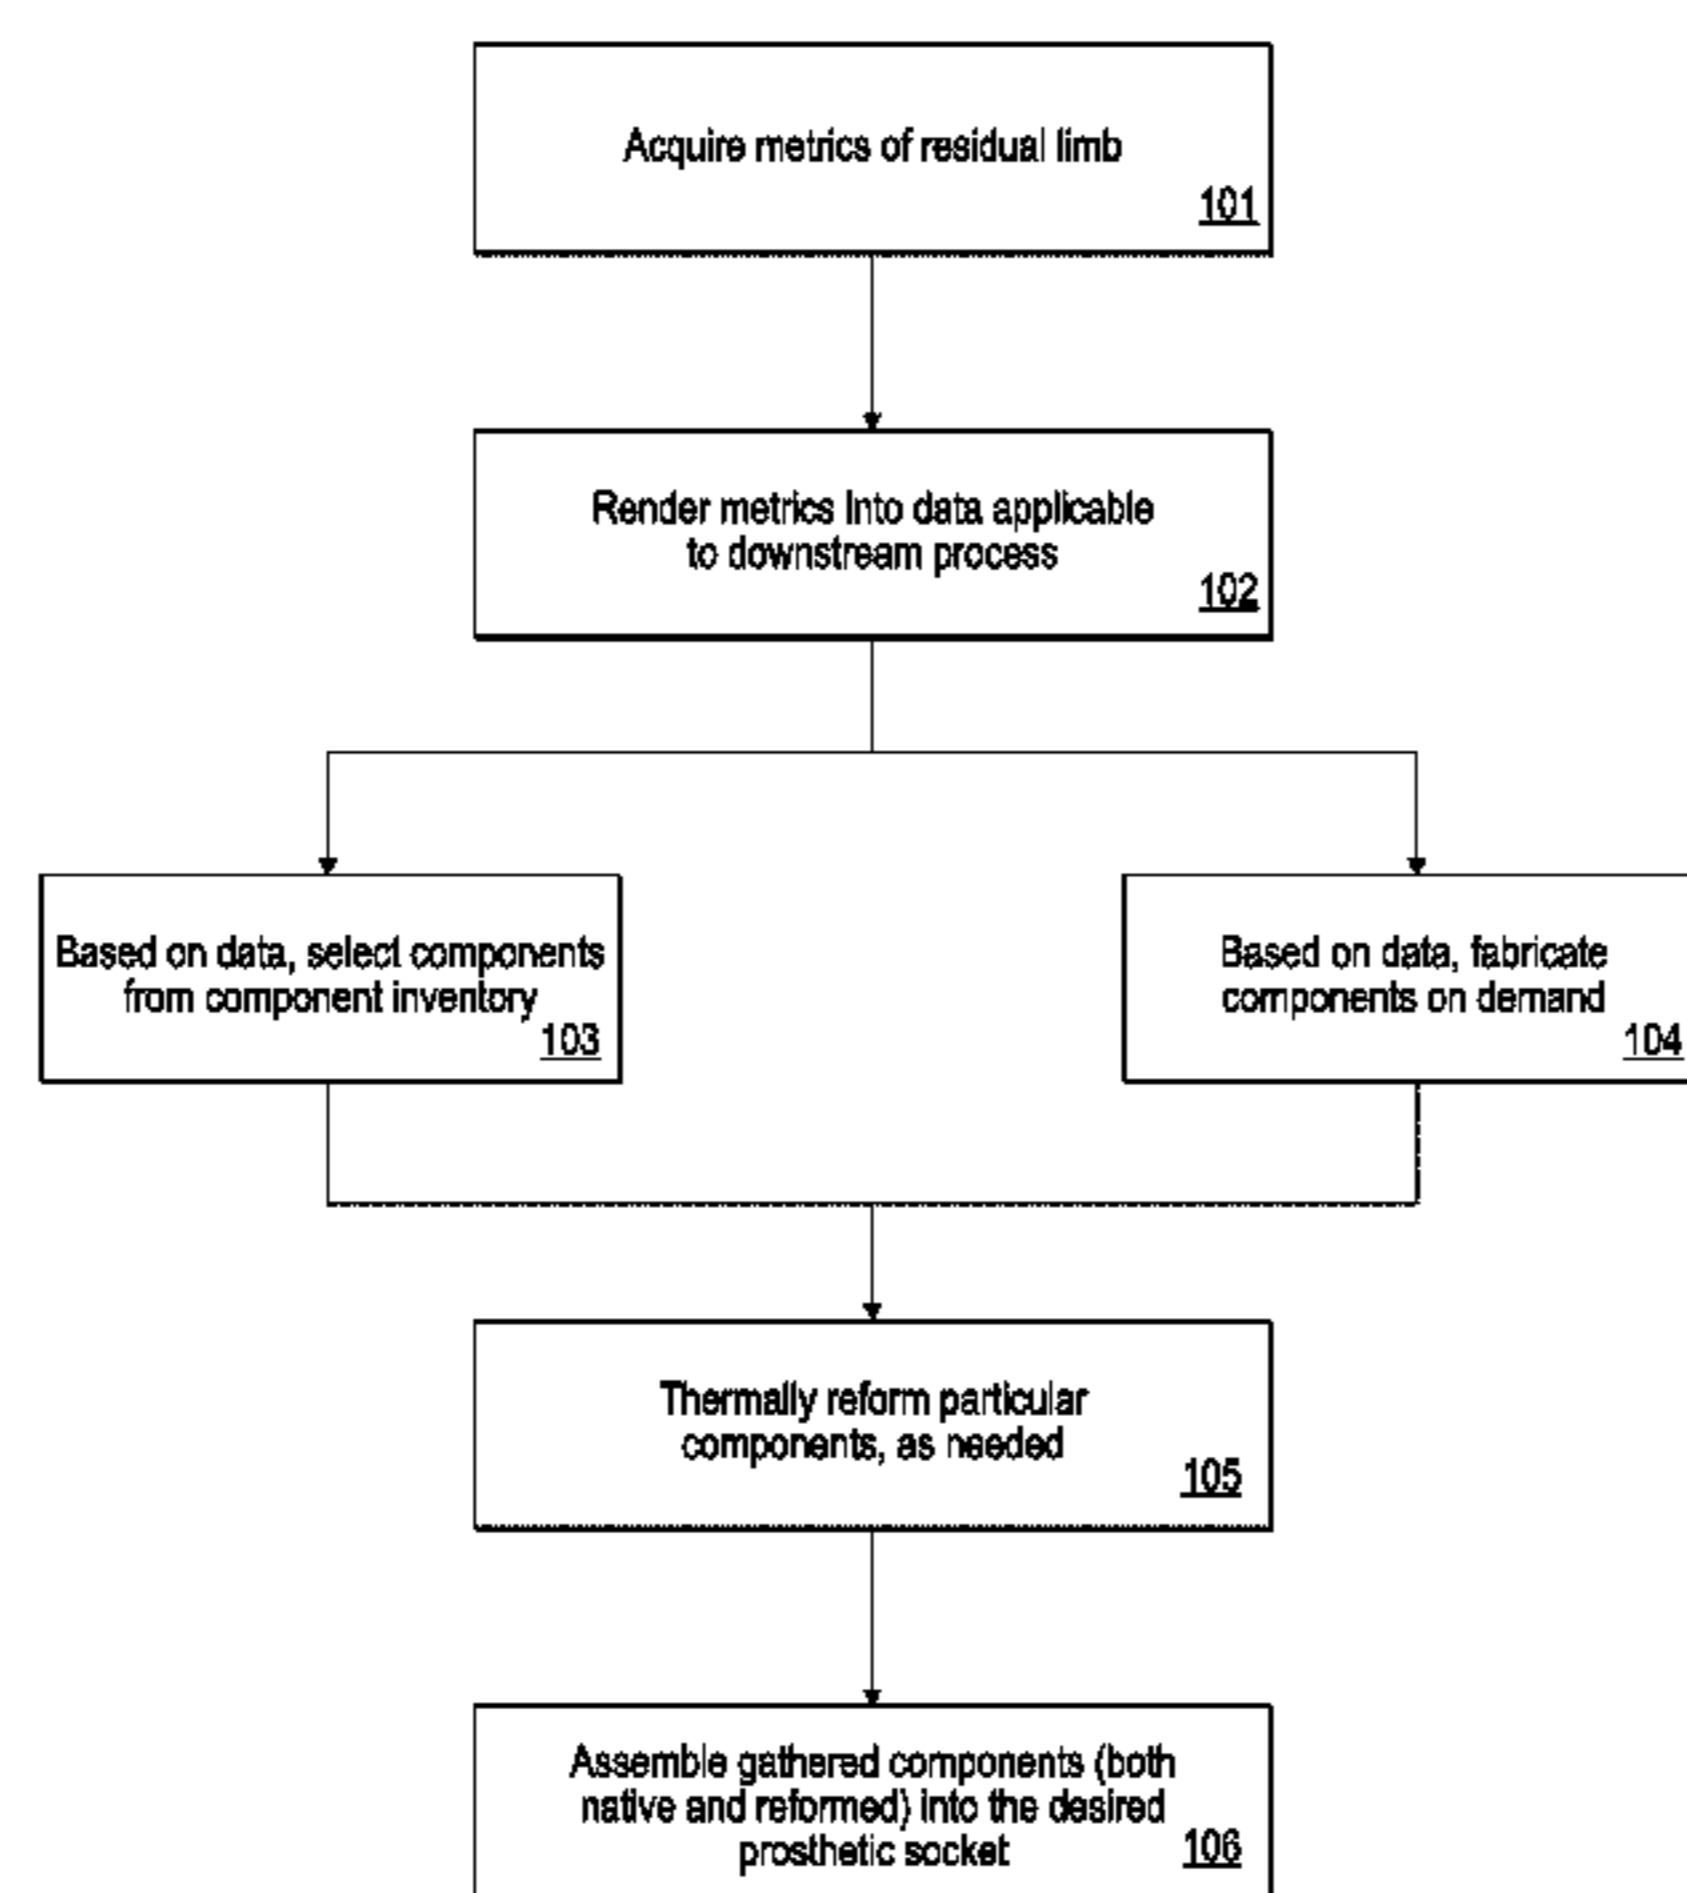 Acquire metrics of residual limb
101
Render metrics into data applicable
to downstream process
102
Based on data, select components
from component inventory
103
Based on data, fabricate
components on demand
104
Thermally reform particular
components, as needed
105
Assemble gathered components (both
native and reformed) into the desired
prosthetic socket
106